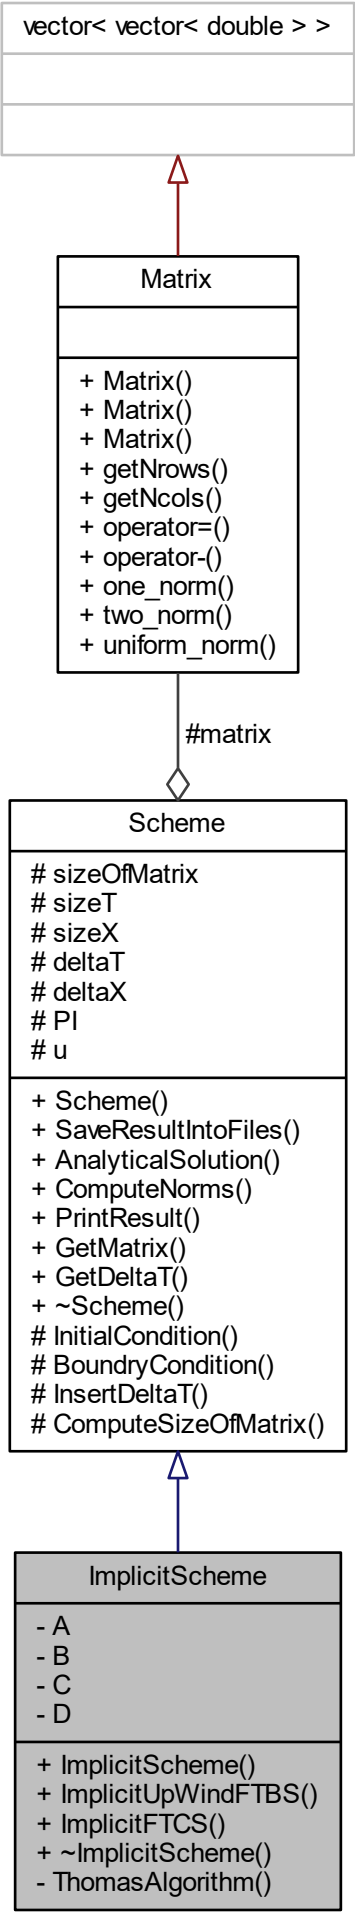 vector< vector< double > >
Matrix
+ Matrix()
+ Matrix()
+ Matrix()
+ getNrows()
+ getNcols()
+ operator=()
+ operator-()
+ one_norm()
+ two_norm()
+ uniform_norm()
#matrix
Scheme
# sizeOfMatrix
# sizeT
# sizeX
# deltaT
# deltaX
# PI
# u
+ Scheme()
+ SaveResultIntoFiles()
+ AnalyticalSolution()
+ ComputeNorms()
+ PrintResult()
+ GetMatrix()
+ GetDeltaT()
+ ~Scheme()
# InitialCondition()
# BoundryCondition()
# InsertDeltaT()
# ComputeSizeOfMatrix()
ImplicitScheme
- A
- B
- C
- D
+ ImplicitScheme()
+ ImplicitUpWindFTBS()
+ ImplicitFTCS()
+ ~ImplicitScheme()
- ThomasAlgorithm()